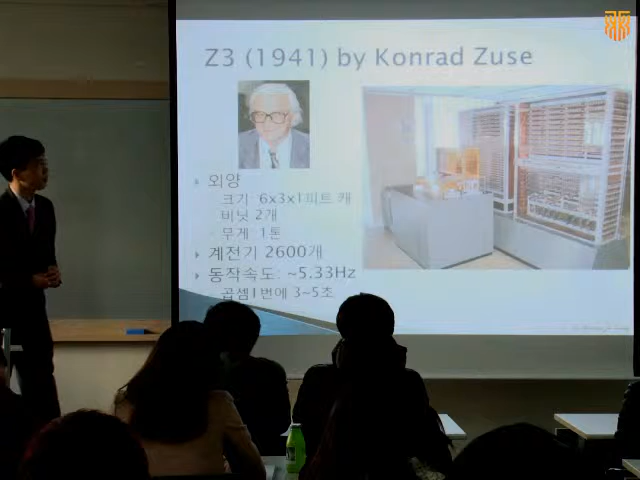 Z3 (1941) by Konrad Zuse
외양
크기: 6x3x1피트 캐
비닛 2개
무게: 1톤
계전기 2600개
동작속도: ~5.33Hz
곱셈1번에 3~5초